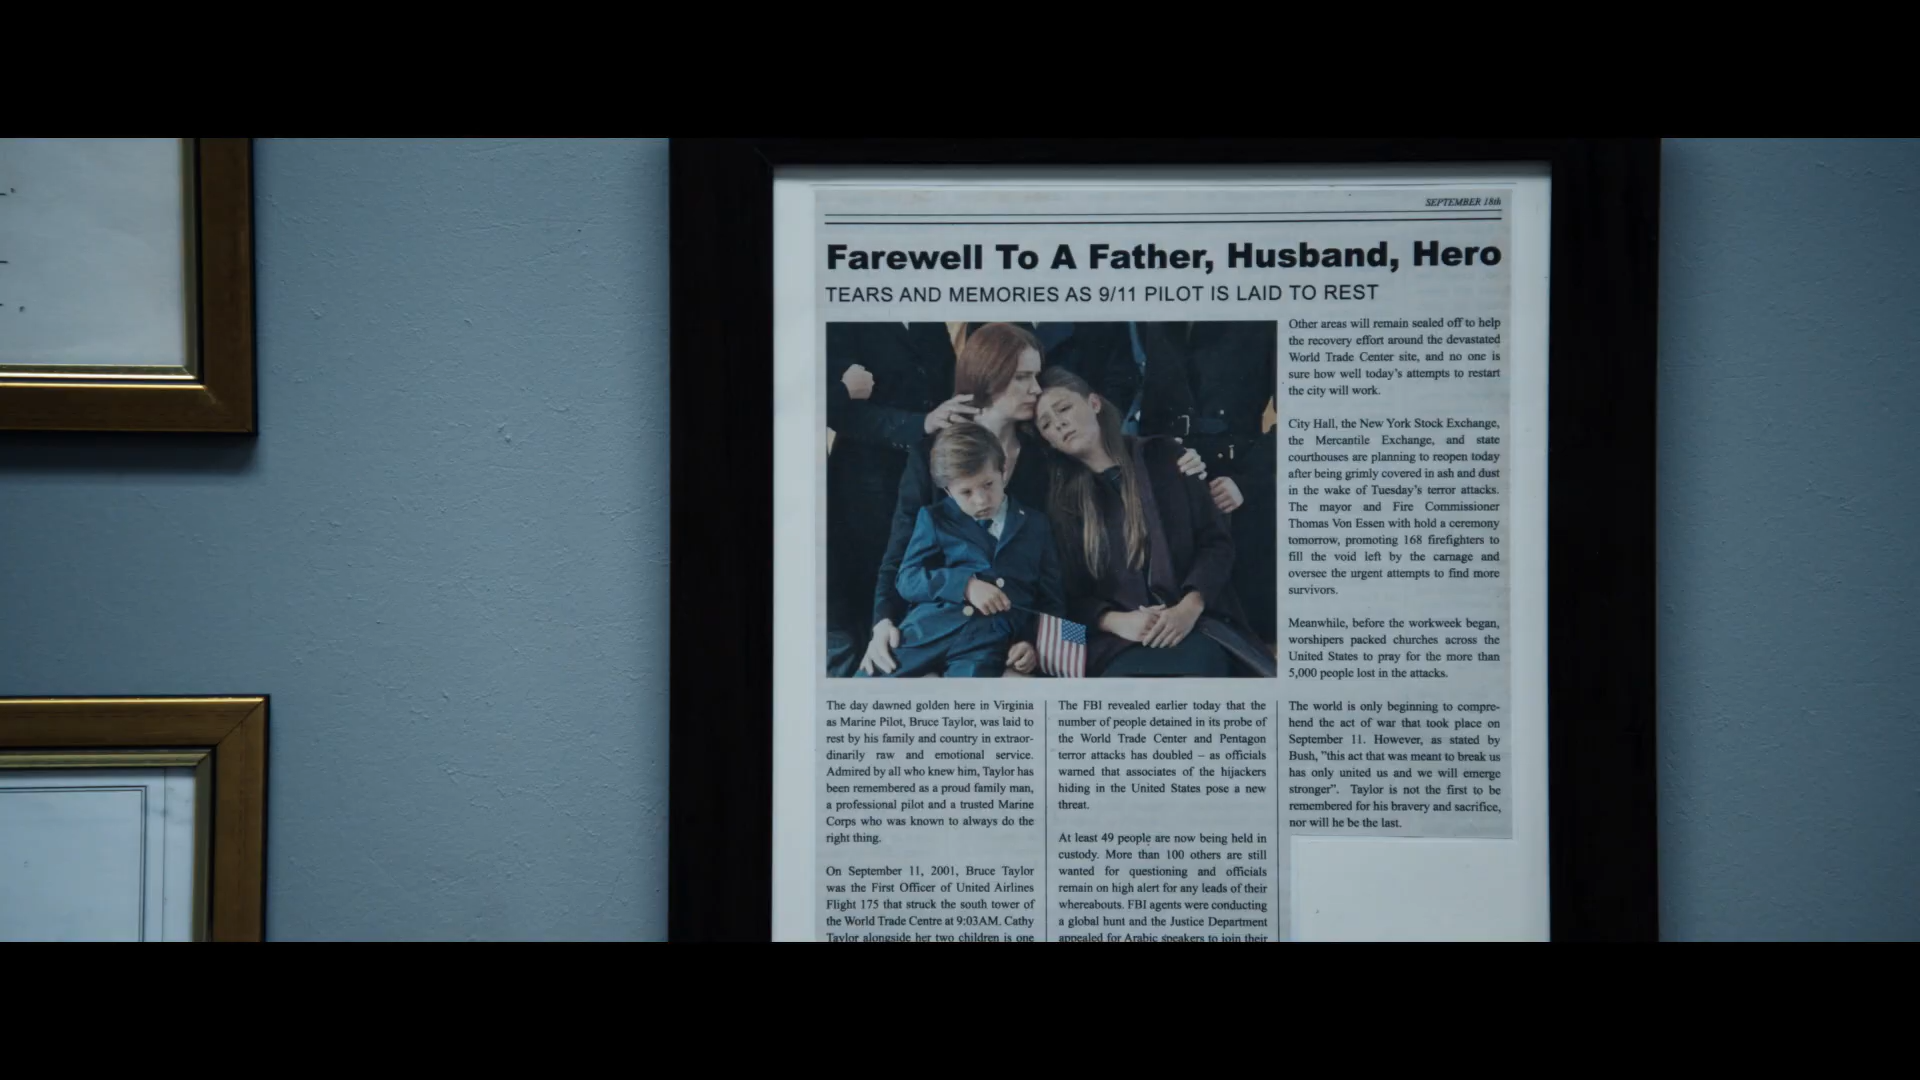 SEPTEMBER 18th
Farewell To A Father, Husband, Hero
TEARS AND MEMORIES AS 9/11 PILOT IS LAID TO REST
The day dawned golden here in Virginia
as Marine Pilot, Bruce Taylor, was laid to
rest by his family and country in extraor-
dinarily raw and emotional service.
Admired by all who knew him, Taylor has
been remembered as a proud family man,
a professional pilot and a trusted Marine
Corps who was known to always do the
right thing.
On September 11, 2001, Bruce Taylor
was the First Officer of United Airlines
Flight 175 that struck the south tower of
the World Trade Centre at 9:03AM. Cathy
Taylor alongside her two children is one
The FBI revealed earlier today that the
number of people detained in its probe of
the World Trade Center and Pentagon
terror attacks has doubled – as officials
warned that associates of the hijackers
hiding in the United States pose a new
threat.
At least 49 people are now being held in
custody. More than 100 others are still
wanted for questioning and officials
remain on high alert for any leads of their
whereabouts. FBI agents were conducting
a global hunt and the Justice Department
appealed for Arabic speakers to join their
Other areas will remain sealed off to help
the recovery effort around the devastated
World Trade Center site, and no one is
sure how well today's attempts to restart
the city will work.
City Hall, the New York Stock Exchange,
the Mercantile Exchange, and state
courthouses are planning to reopen today
after being grimly covered in ash and dust
in the wake of Tuesday's terror attacks.
The mayor and Fire Commissioner
Thomas Von Essen with hold a ceremony
tomorrow, promoting 168 firefighters to
fill the void left by the carnage and
oversee the urgent attempts to find more
survivors.
Meanwhile, before the workweek began,
worshipers packed churches across the
United States to pray for the more than
5,000 people lost in the attacks.
The world is only beginning to compre-
hend the act of war that took place on
September 11. However, as stated by
Bush, "this act that was meant to break us
has only united us and we will emerge
stronger". Taylor is not the first to be
remembered for his bravery and sacrifice,
nor will he be the last.